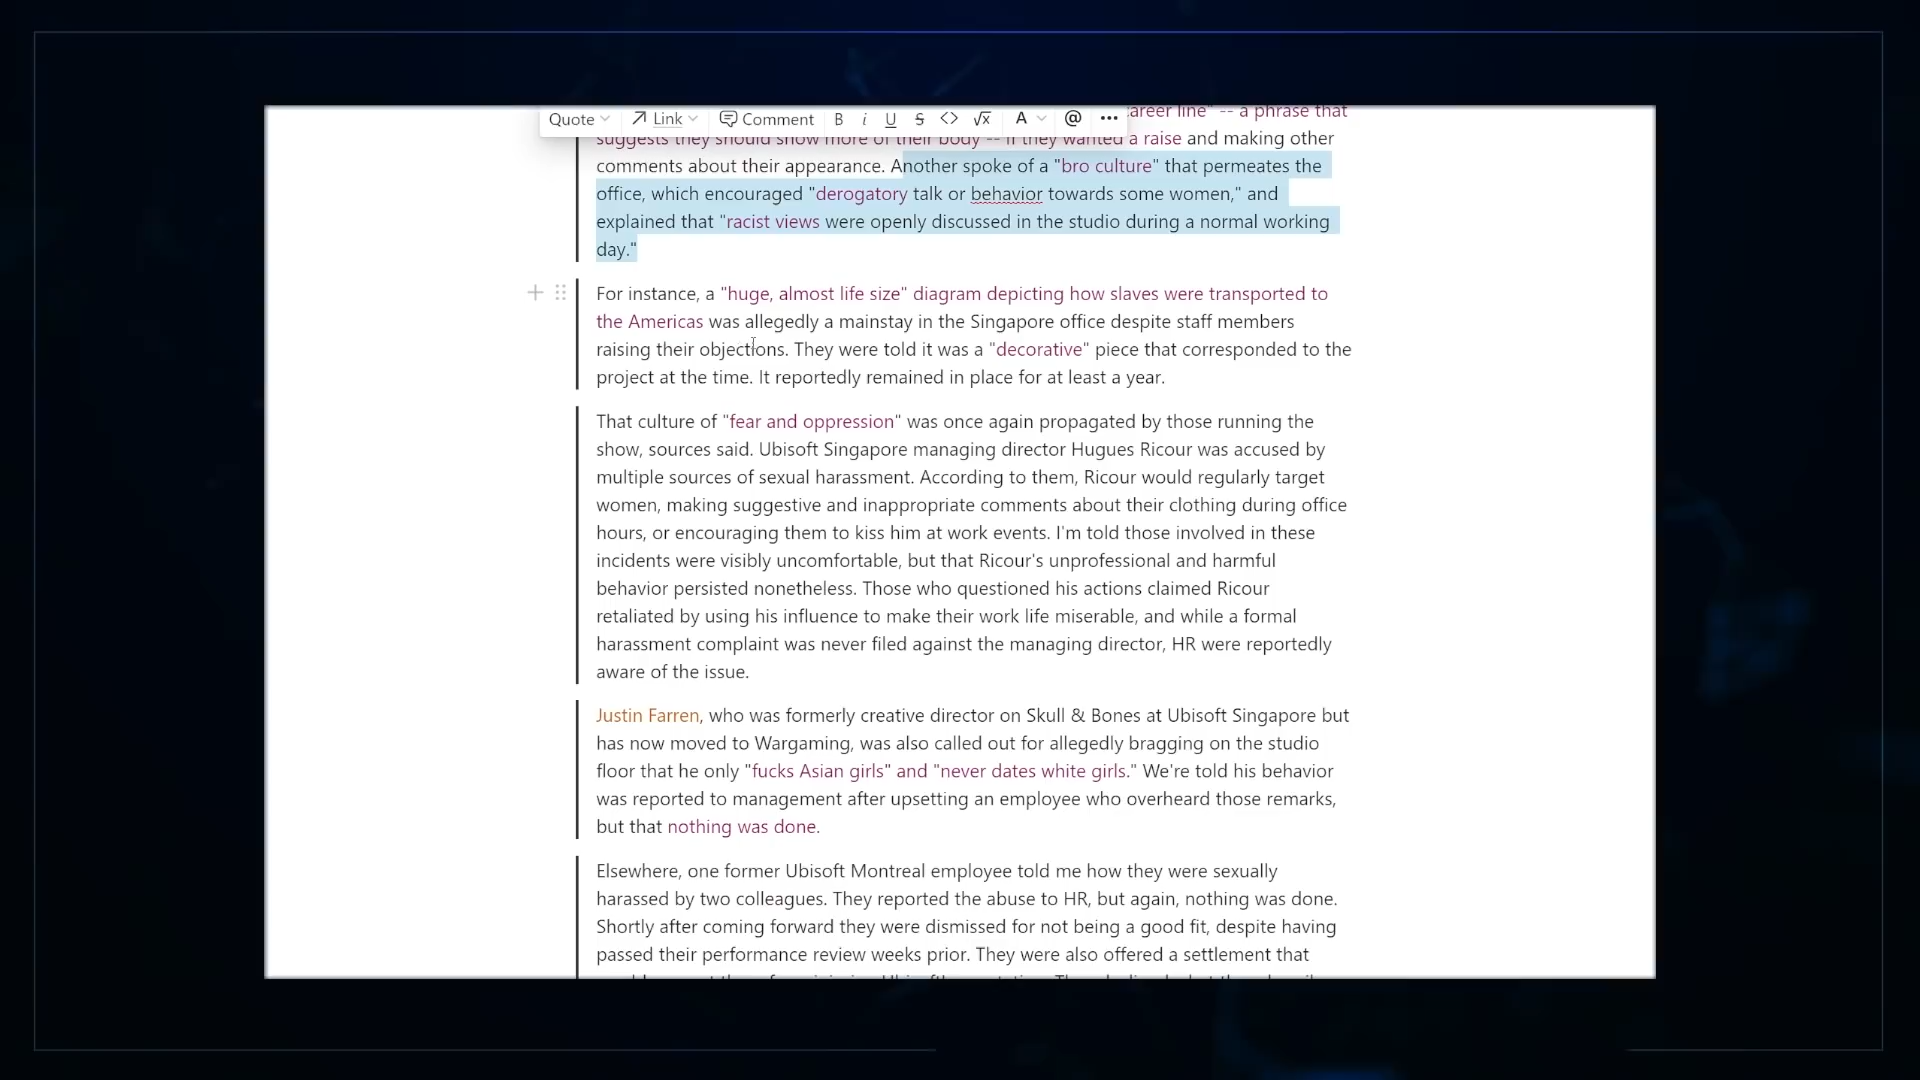 Quote Link Comment B i U S <> √x A @ •••
career line" -- a phrase that
suggests they should show more of their body -- if they wanted a raise and making other
comments about their appearance. Another spoke of a "bro culture" that permeates the
office, which encouraged "derogatory talk or behavior towards some women," and
explained that "racist views were openly discussed in the studio during a normal working
day."
For instance, a "huge, almost life size" diagram depicting how slaves were transported to
the Americas was allegedly a mainstay in the Singapore office despite staff members
raising their objections. They were told it was a "decorative" piece that corresponded to the
project at the time. It reportedly remained in place for at least a year.
That culture of "fear and oppression" was once again propagated by those running the
show, sources said. Ubisoft Singapore managing director Hugues Ricour was accused by
multiple sources of sexual harassment. According to them, Ricour would regularly target
women, making suggestive and inappropriate comments about their clothing during office
hours, or encouraging them to kiss him at work events. I'm told those involved in these
incidents were visibly uncomfortable, but that Ricour's unprofessional and harmful
behavior persisted nonetheless. Those who questioned his actions claimed Ricour
retaliated by using his influence to make their work life miserable, and while a formal
harassment complaint was never filed against the managing director, HR were reportedly
aware of the issue.
Justin Farren, who was formerly creative director on Skull & Bones at Ubisoft Singapore but
has now moved to Wargaming, was also called out for allegedly bragging on the studio
floor that he only "fucks Asian girls" and "never dates white girls." We're told his behavior
was reported to management after upsetting an employee who overheard those remarks,
but that nothing was done.
Elsewhere, one former Ubisoft Montreal employee told me how they were sexually
harassed by two colleagues. They reported the abuse to HR, but again, nothing was done.
Shortly after coming forward they were dismissed for not being a good fit, despite having
passed their performance review weeks prior. They were also offered a settlement that